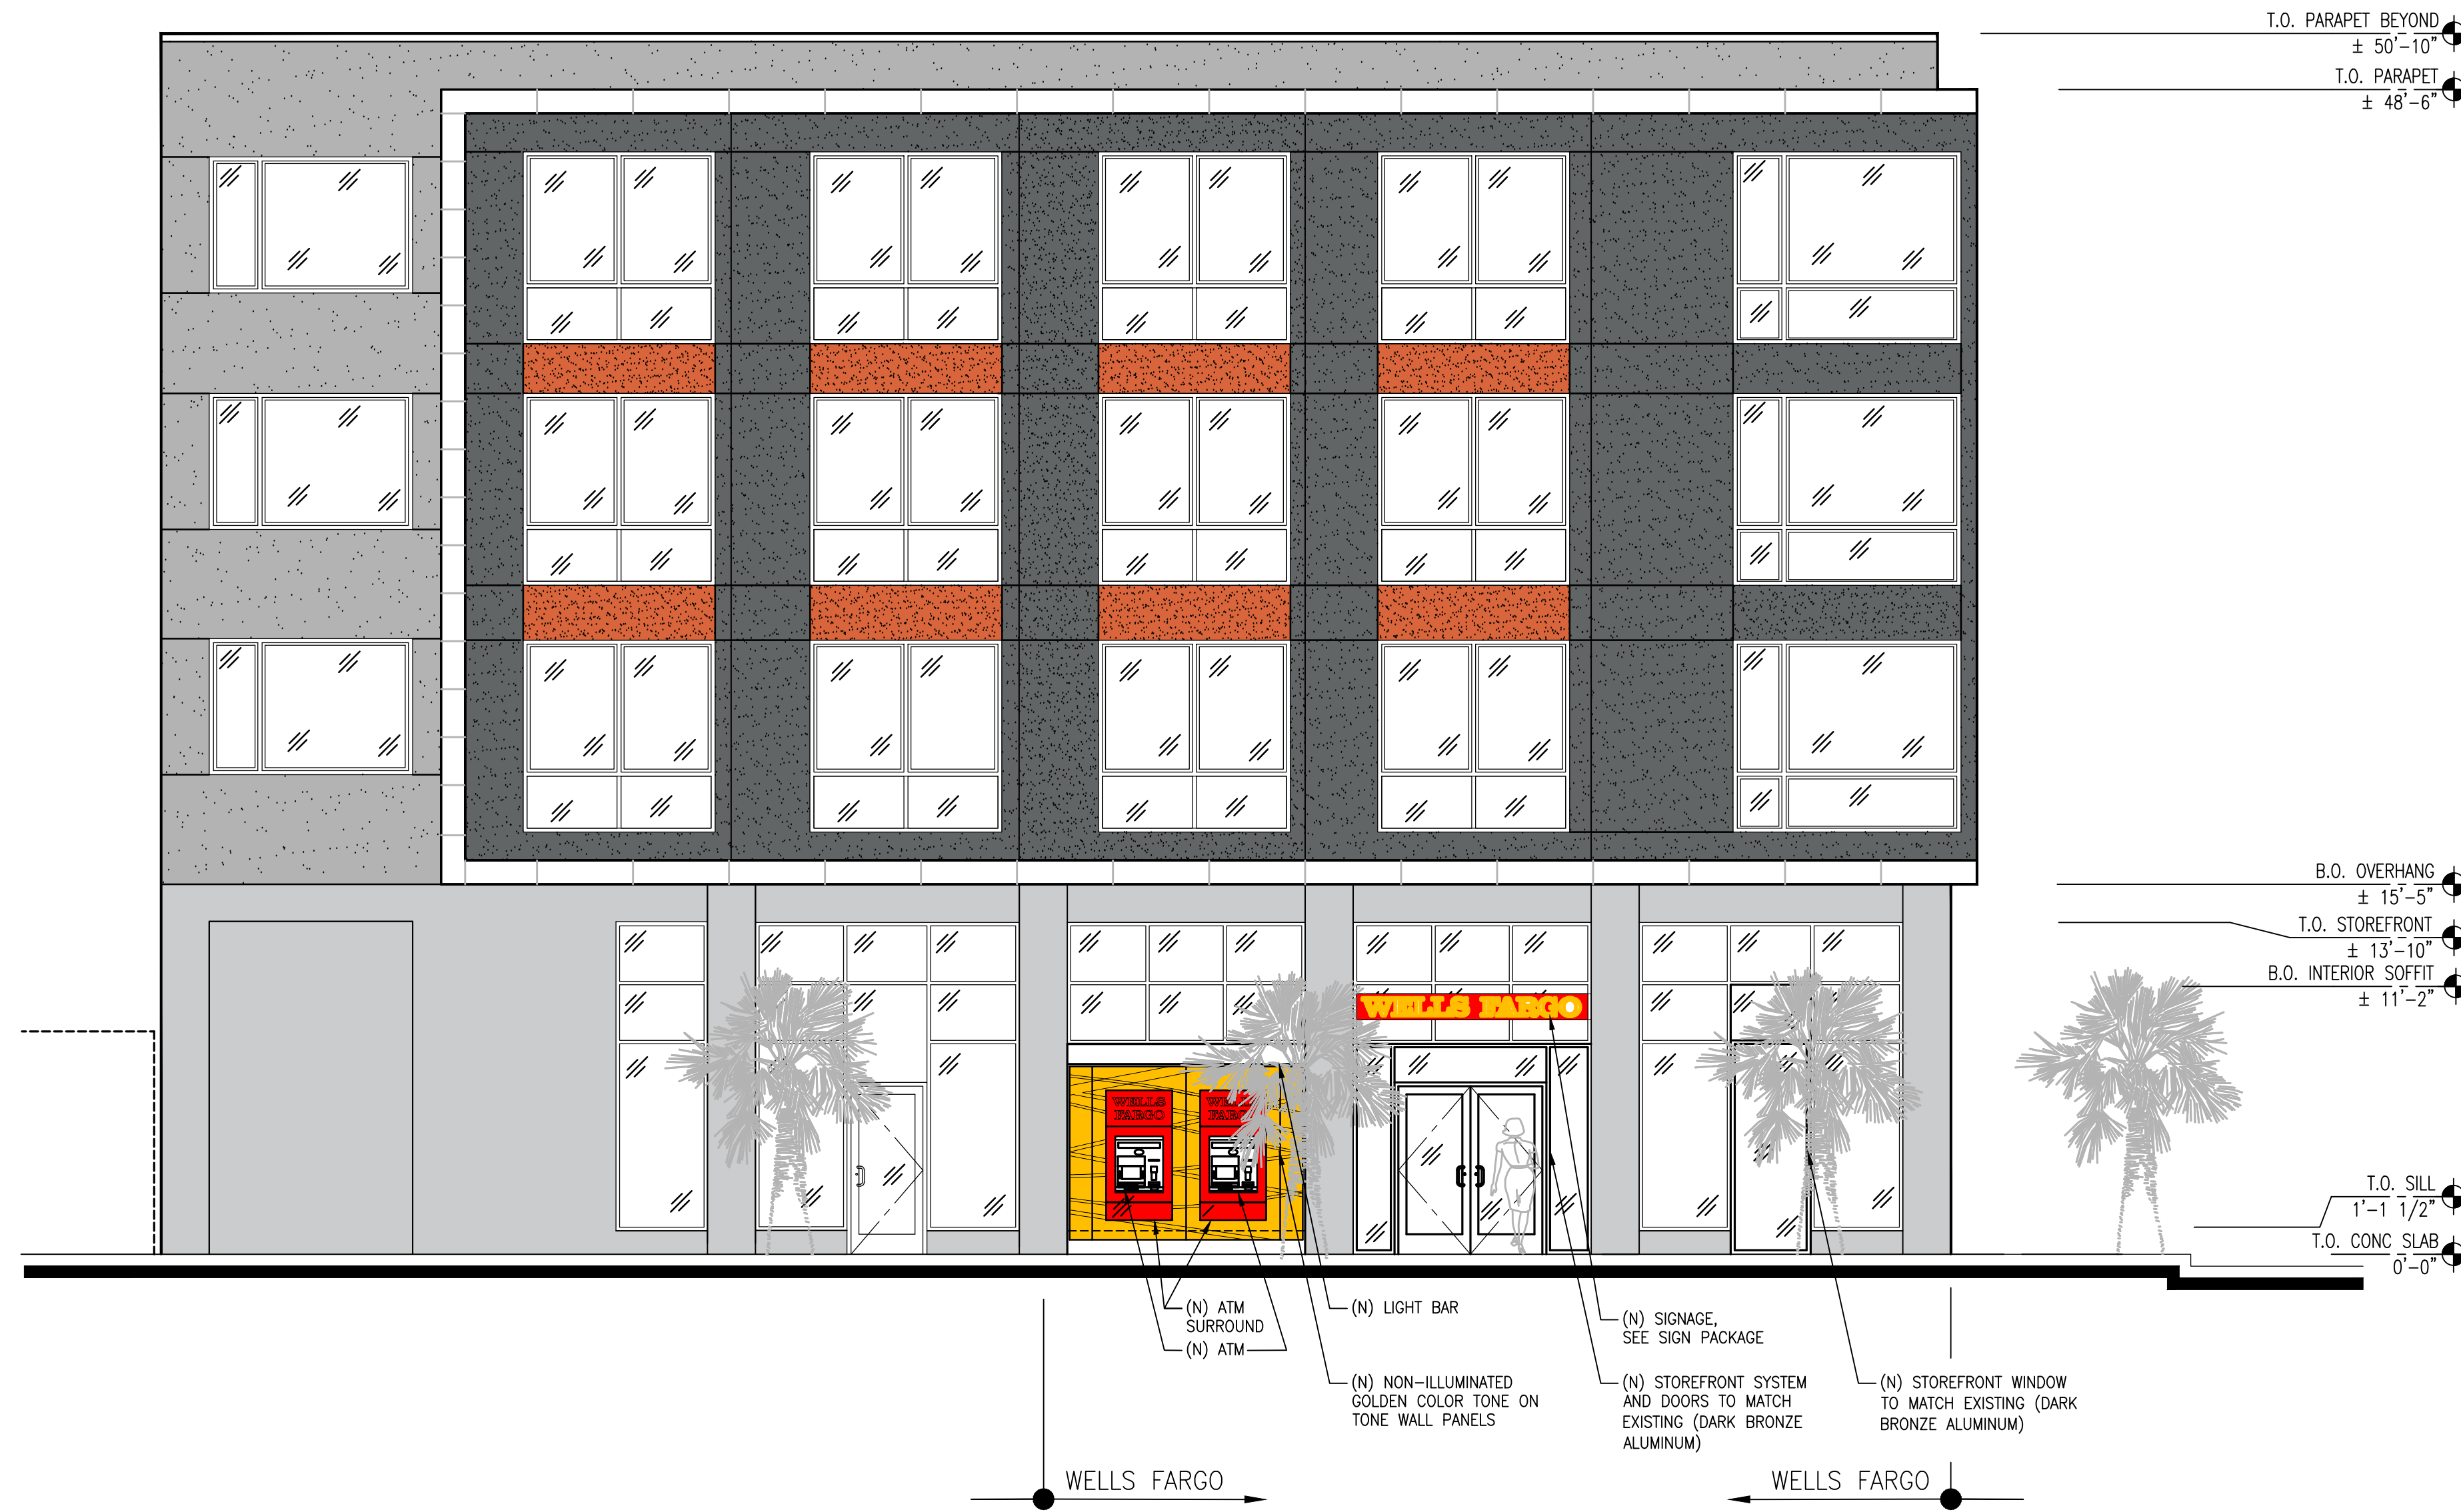 T.O. PARAPET BEYOND
± 50'-10"
T.O. PARAPET
± 48'-6"
B.O. OVERHANG
± 15'-5"
T.O. STOREFRONT
± 13'-10"
B.O. INTERIOR SOFFIT
± 11'-2"
WELLS FARGO
WELLS
FARGO
WELLS
FARGO
T.O. SILL
1'-1 1/2"
T.O. CONC SLAB
0'-0"
(N) ATM
SURROUND
(N) ATM
(N) LIGHT BAR
(N) NON-ILLUMINATED
GOLDEN COLOR TONE ON
TONE WALL PANELS
(N) SIGNAGE,
SEE SIGN PACKAGE
(N) STOREFRONT SYSTEM
AND DOORS TO MATCH
EXISTING (DARK BRONZE
ALUMINUM)
(N) STOREFRONT WINDOW
TO MATCH EXISTING (DARK
BRONZE ALUMINUM)
WELLS FARGO
WELLS FARGO